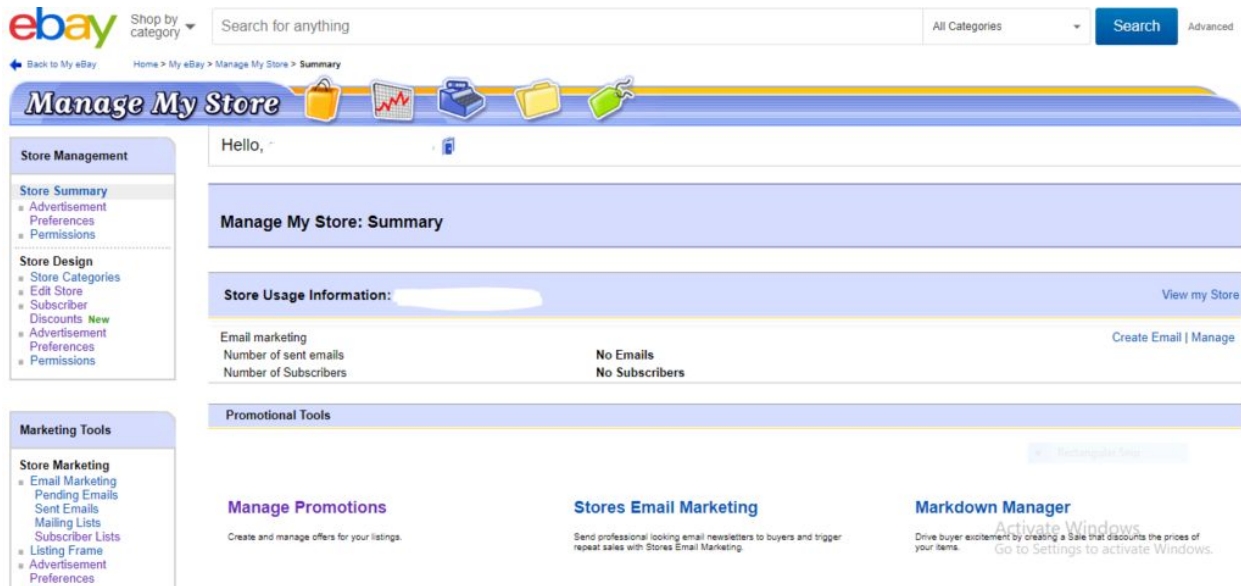 ebay
Shop by
category
Search for anything
All Categories
Search
Advanced
Back to My eBay
Home > My eBay > Manage My Store > Summary
Manage My Store
Hello,
Store Management
Store Summary
Advertisement
Preferences
Permissions
Store Design
Store Categories
Edit Store
Subscriber
Discounts New
Advertisement
Preferences
Permissions
Manage My Store: Summary
Store Usage Information:
View my Store
Email marketing
Create Email | Manage
Number of sent emails No Emails
Number of Subscribers No Subscribers
Promotional Tools
Marketing Tools
Store Marketing
Email Marketing
Pending Emails
Sent Emails
Mailing Lists
Subscriber Lists
Listing Frame
Advertisement
Preferences
Rectangular Snip
Manage Promotions
Create and manage offers for your listings.
Stores Email Marketing
Send professional looking email newsletters to buyers and trigger
repeat sales with Stores Email Marketing.
Markdown Manager
Drive buyer excitement by creating a Sale that discounts the prices of
your items.
Activate Windows
Go to Settings to activate Windows.